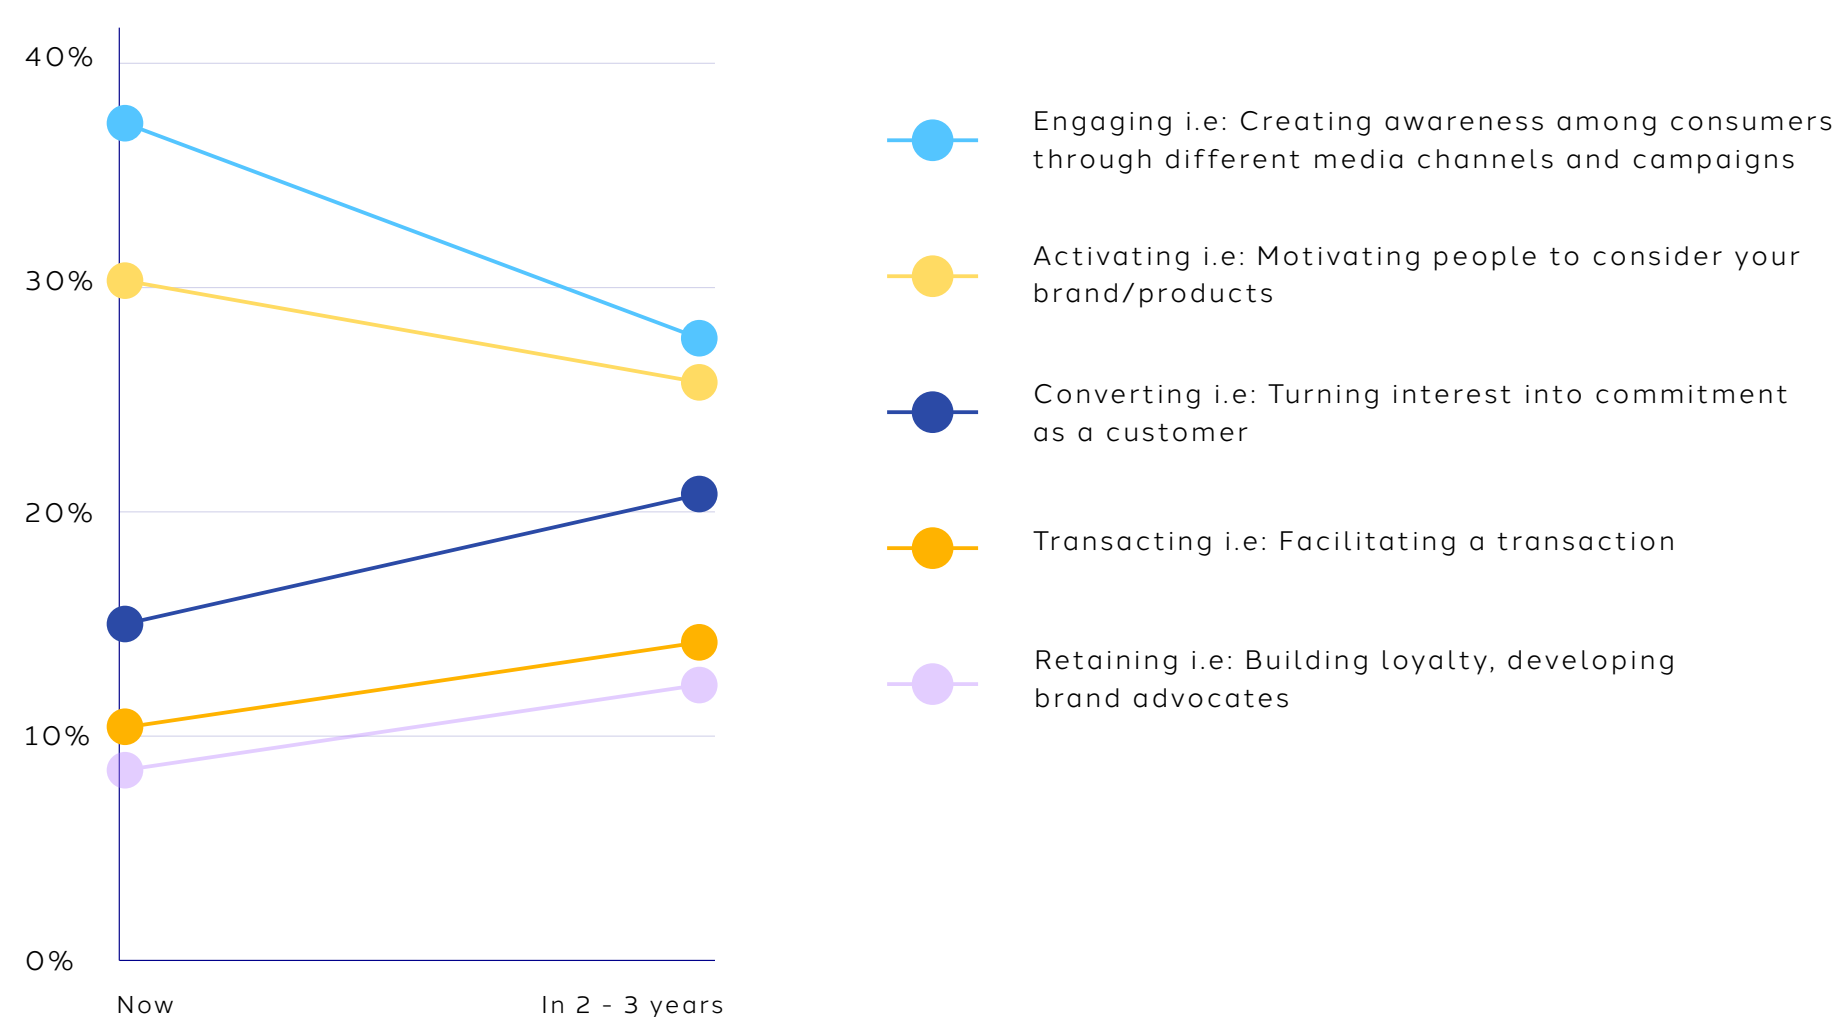 40%
30%
20%
10%
0%
Now
In 2 - 3 years
Engaging i.e: Creating awareness among consumers
through different media channels and campaigns
Activating i.e: Motivating people to consider your
brand/products
Converting i.e: Turning interest into commitment
as a customer
Transacting i.e: Facilitating a transaction
Retaining i.e: Building loyalty, developing
brand advocates